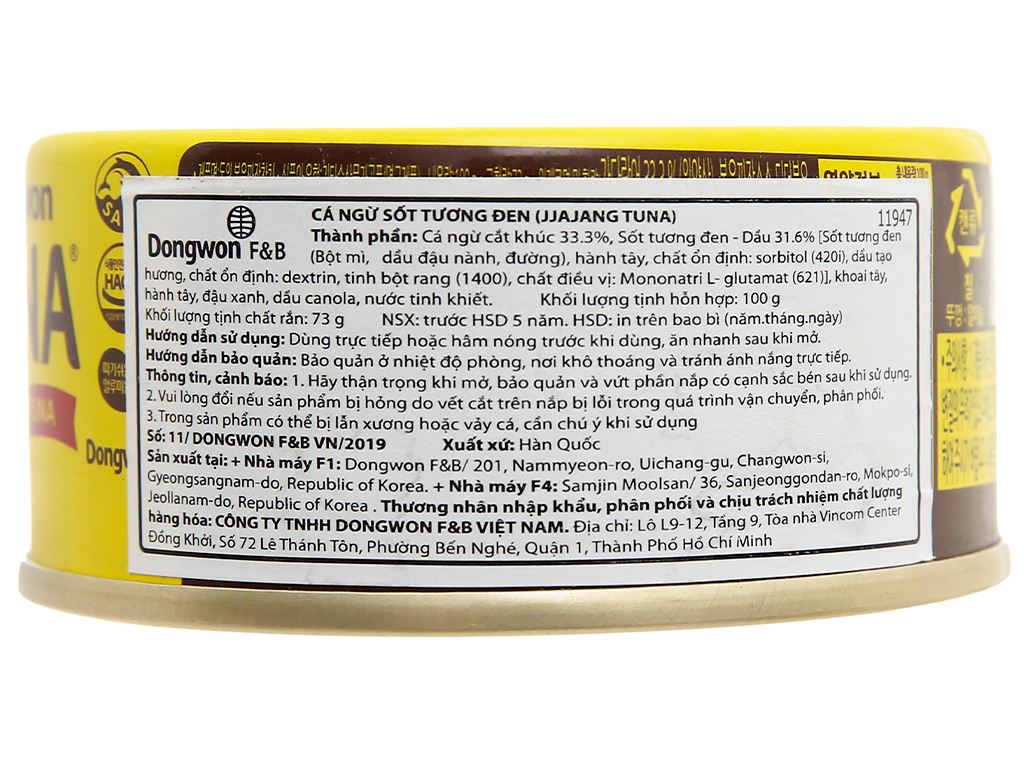 CÁ NGỪ SỐT TƯƠNG ĐEN (JJAJANG TUNA) 11947
Dongwon F&B
Thành phần: Cá ngừ cắt khúc 33.3%, Sốt tương đen - Dầu 31.6% [Sốt tương đen
(Bột mì, dầu đậu nành, đường), hành tây, chất ổn định: sorbitol (420i), dầu tạo
hương, chất ổn định: dextrin, tinh bột rang (1400), chất điều vị: Mononatri L- glutamat (621)], khoai tây,
hành tây, đậu xanh, dầu canola, nước tinh khiết. Khối lượng tịnh hỗn hợp: 100 g
Khối lượng tịnh chất rắn: 73 g NSX: trước HSD 5 năm. HSD: in trên bao bì (năm.tháng.ngày)
Hướng dẫn sử dụng: Dùng trực tiếp hoặc hâm nóng trước khi dùng, ăn nhanh sau khi mở.
Hướng dẫn bảo quản: Bảo quản ở nhiệt độ phòng, nơi khô thoáng và tránh ánh nắng trực tiếp.
Thông tin, cảnh báo: 1. Hãy thận trọng khi mở, bảo quản và vứt phần nắp có cạnh sắc bén sau khi sử dụng.
2. Vui lòng đổi nếu sản phẩm bị hỏng do vết cắt trên nắp bị lỗi trong quá trình vận chuyển, phân phối.
3. Trong sản phẩm có thể bị lẫn xương hoặc vảy cá, cần chú ý khi sử dụng
Số: 11/ DONGWON F&B VN/2019 Xuất xứ: Hàn Quốc
Sản xuất tại: + Nhà máy F1: Dongwon F&B/ 201, Nammyeon-ro, Uichang-gu, Changwon-si,
Gyeongsangnam-do, Republic of Korea. + Nhà máy F4: Samjin Moolsan/ 36, Sanjeonggondan-ro, Mokpo-si,
Jeollanam-do, Republic of Korea . Thương nhân nhập khẩu, phân phối và chịu trách nhiệm chất lượng
hàng hóa: CÔNG TY TNHH DONGWON F&B VIỆT NAM. Địa chỉ: Lô L9-12, Tầng 9, Tòa nhà Vincom Center
Đồng Khởi, Số 72 Lê Thánh Tôn, Phường Bến Nghé, Quận 1, Thành Phố Hồ Chí Minh
캔류
철